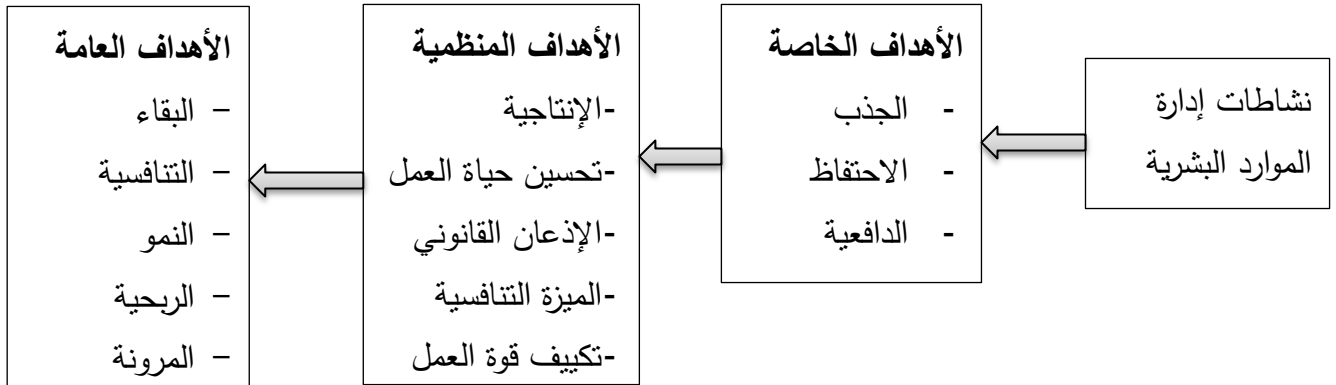 نشاطات إدارة
الموارد البشرية
الأهداف الخاصة
- الجذب
- الاحتفاظ
- الدافعية
الأهداف المنظمية
-الإنتاجية
-تحسين حياة العمل
-الإذعان القانوني
-الميزة التنافسية
-تكييف قوة العمل
الأهداف العامة
– البقاء
– التنافسية
– النمو
– الربحية
– المرونة